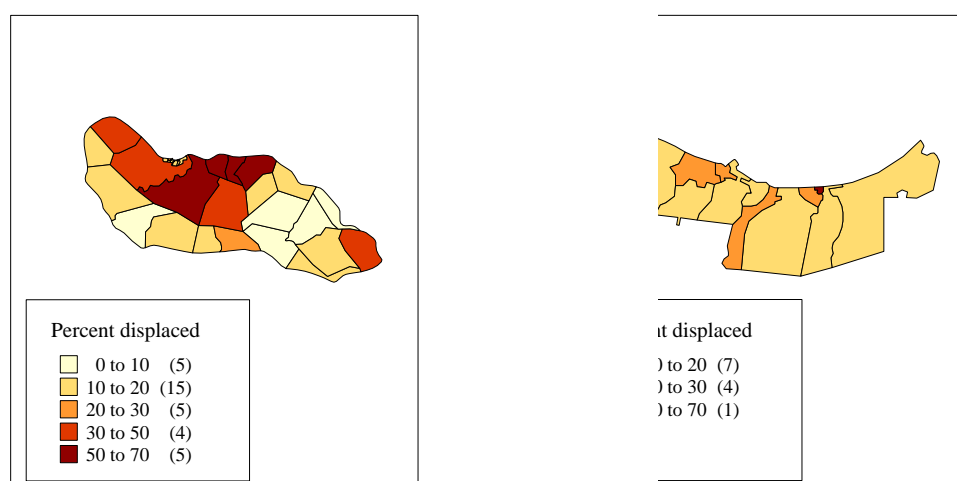 Percent displaced
0 to 10 (5)
10 to 20 (15)
20 to 30 (5)
30 to 50 (4)
50 to 70 (5)
displaced
to 20 (7)
to 30 (4)
to 70 (1)